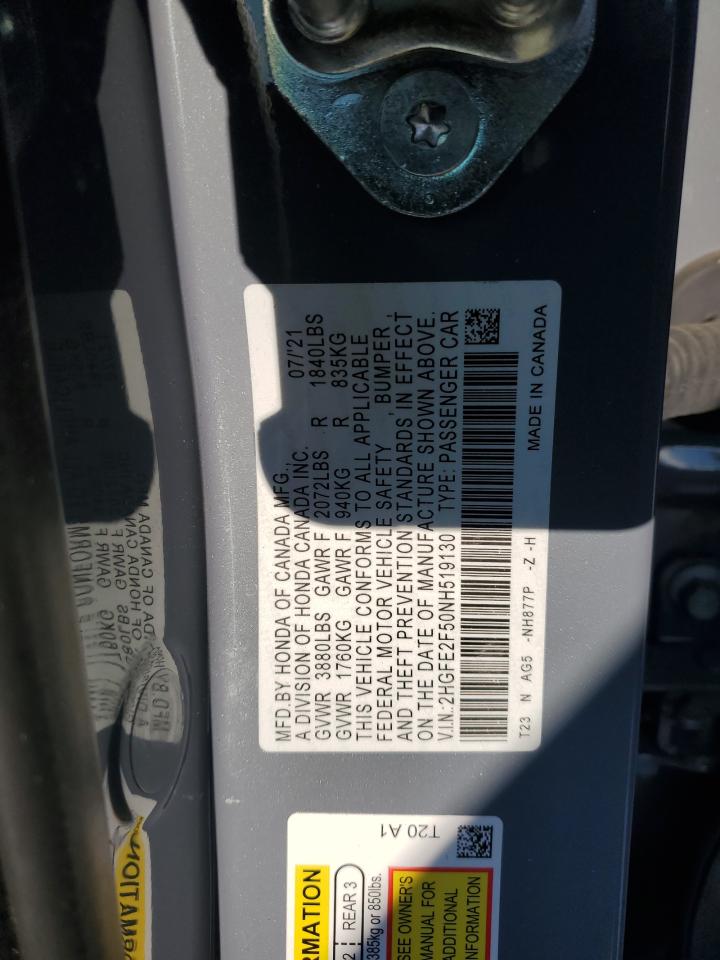 MFD.BY HONDA OF CANADA MFG.,
A DIVISION OF HONDA CANADA INC. 07/'21
GVWR 3880LBS GAWR F 2072LBS R 1840LBS
GVWR 1760KG GAWR F 940KG R 835KG
THIS VEHICLE CONFORMS TO ALL APPLICABLE
FEDERAL MOTOR VEHICLE SAFETY , BUMPER ,
AND THEFT PREVENTION STANDARDS IN EFFECT
ON THE DATE OF MANUFACTURE SHOWN ABOVE.
V.I.N.:2HGFE2F50NH519130 TYPE: PASSENGER CAR
T23 N AG5 -NH877P -Z -H
MADE IN CANADA
T20 A1
RMATION
2 REAR 3
385kg or 850lbs.
SEE OWNER'S
MANUAL FOR
ADDITIONAL
INFORMATION